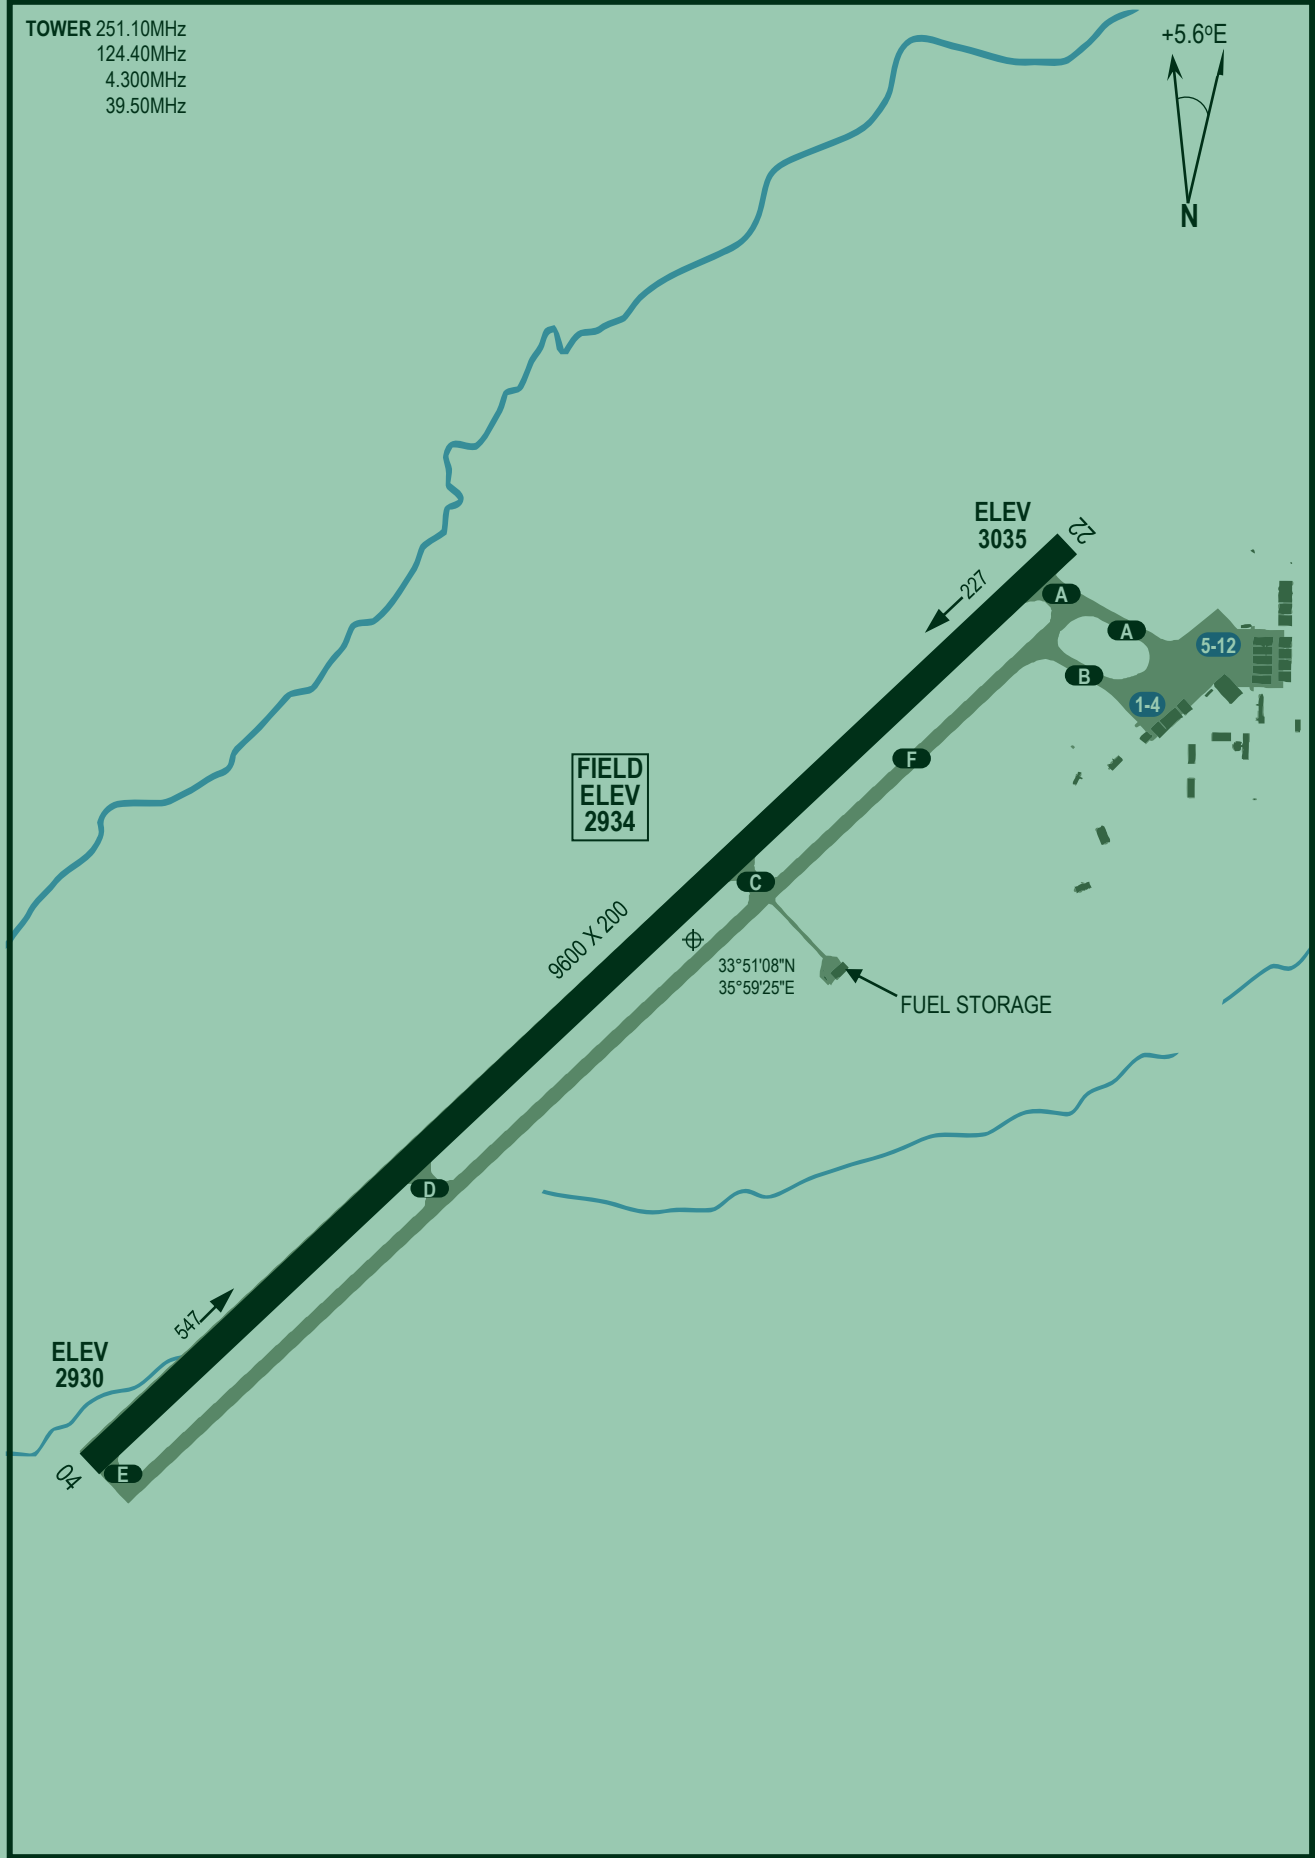 TOWER 251.10MHz
124.40MHz
4.300MHz
39.50MHz
+5.6ºE
N
ELEV
3035
22
227
A
A
5-12
B
1-4
F
FIELD
ELEV
2934
C
9600 X 200
33°51'08"N
35°59'25"E
FUEL STORAGE
D
547
ELEV
2930
04
E